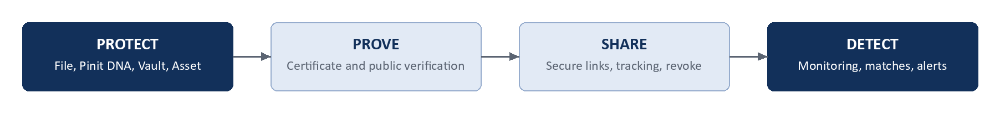 PROTECT
File, Pinit DNA, Vault, Asset
PROVE
Certificate and public verification
SHARE
Secure links, tracking, revoke
DETECT
Monitoring, matches, alerts